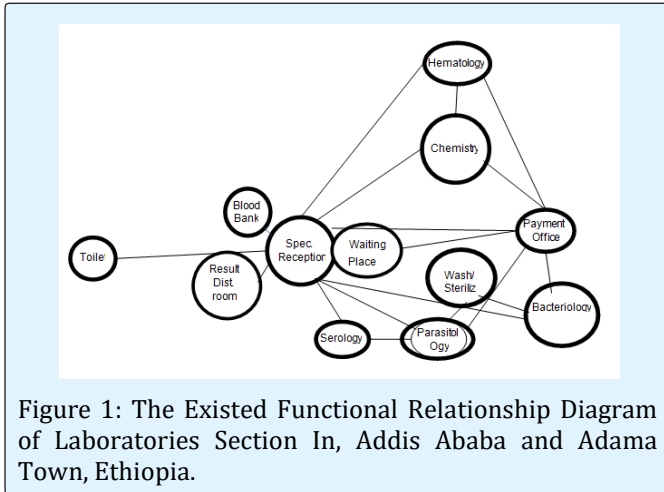 Hematology
Chemistry
Blood
Bank
Spec.
Reception
Waiting
Place
Payment
Office
Toilet
Result
Dist.
room
Wash/
Steriliz
Bacteriology
Serology
Parasitol
Ogy
Figure 1: The Existed Functional Relationship Diagram
of Laboratories Section In, Addis Ababa and Adama
Town, Ethiopia.